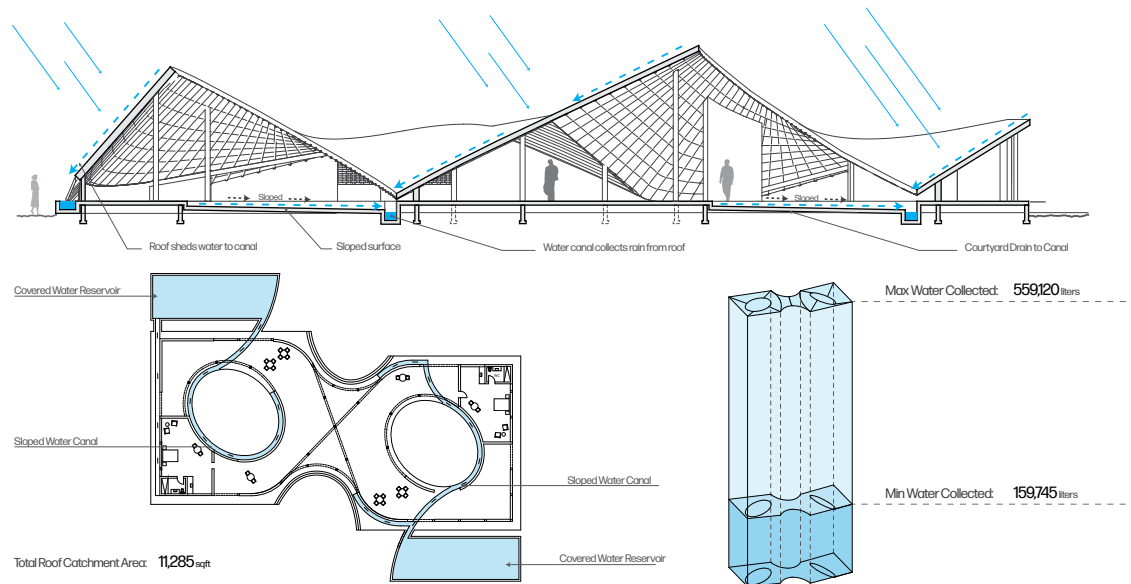 Sloped
Sloped
Roof sheds water to canal
Sloped surface
Water canal collects rain from roof
Courtyard Drain to Canal
Covered Water Reservoir
Max Water Collected: 559,120 liters
WC
Sloped Water Canal
Sloped Water Canal
Min Water Collected: 159,745 liters
Covered Water Reservoir
Total Roof Catchment Area: 11,285 sqft